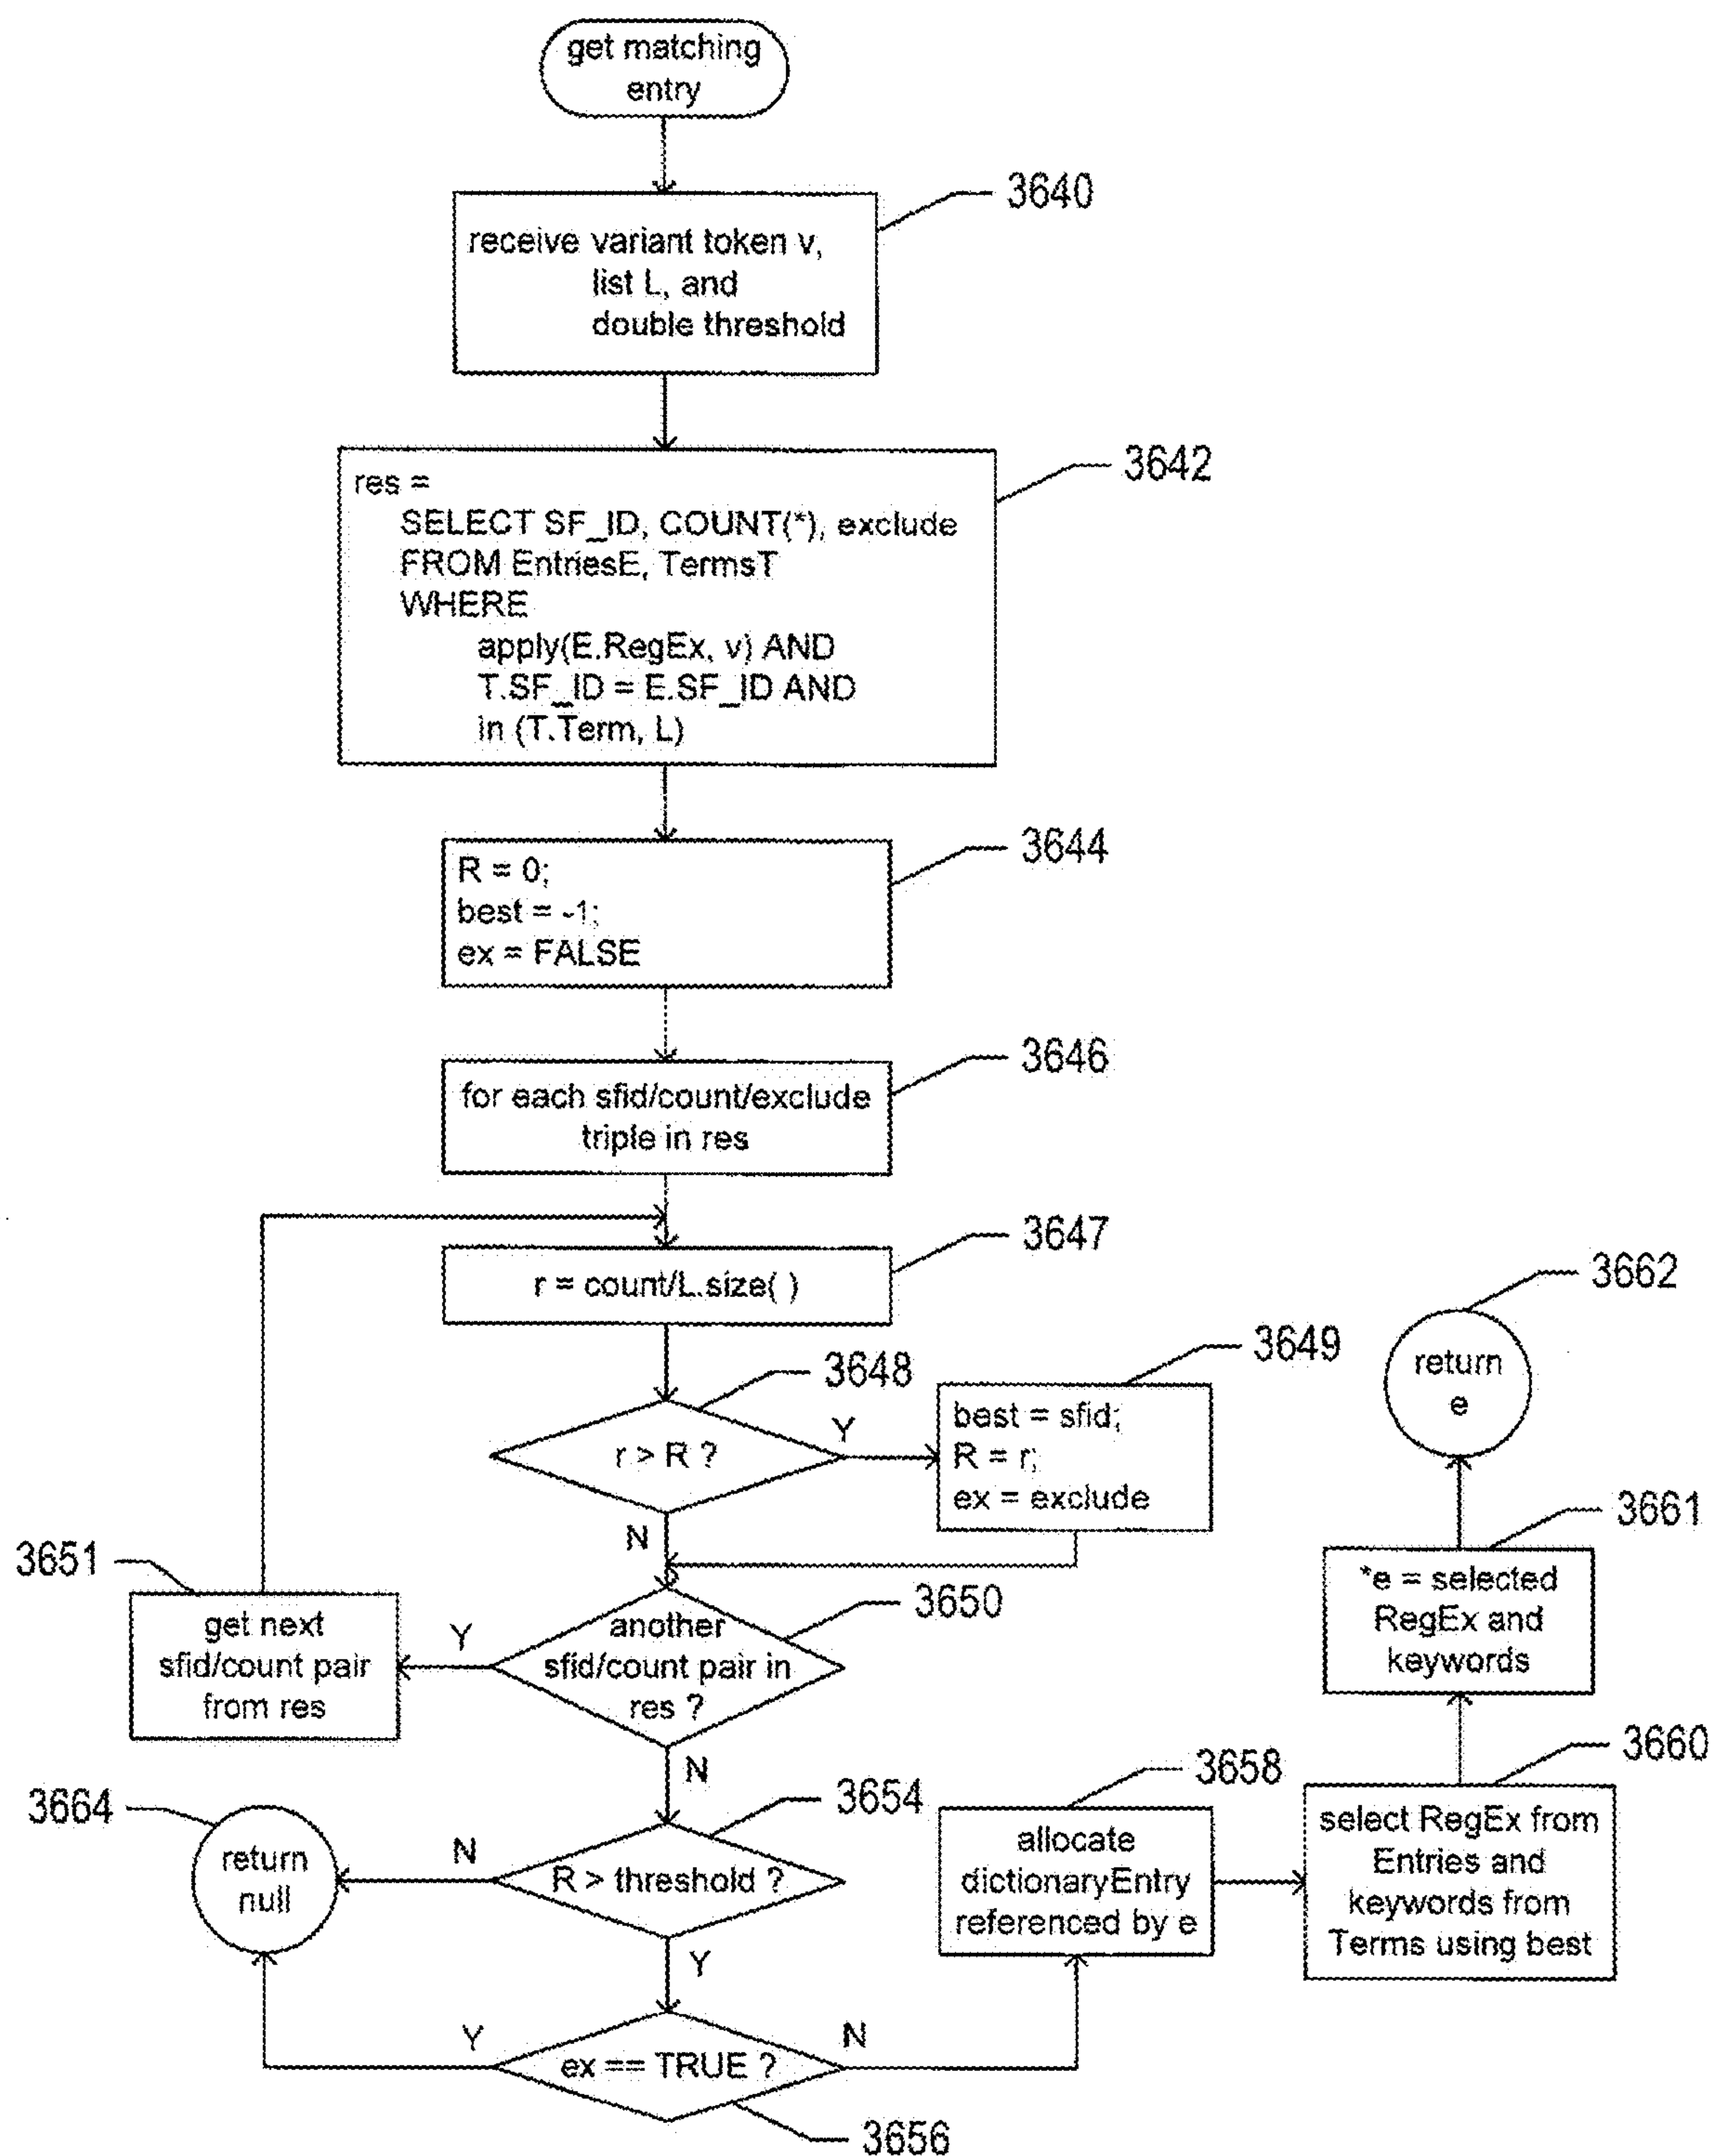 get matching
entry
3640
receive variant token v,
list L, and
double threshold
3642
res =
SELECT SF_ID, COUNT(*), exclude
FROM EntriesE, TermsT
WHERE
apply(E.RegEx, v) AND
T.SF_ID = E.SF_ID AND
in (T.Term, L)
3644
R = 0;
best = -1;
ex = FALSE
3646
for each sfid/count/exclude
triple in res
3647
r = count/L.size( )
3648
r > R ?
Y
N
3649
best = sfid;
R = r;
ex = exclude
3650
another
sfid/count pair in
res ?
Y
N
3651
get next
sfid/count pair
from res
3654
R > threshold ?
N
Y
3664
return
null
3656
ex == TRUE ?
Y
N
3658
allocate
dictionaryEntry
referenced by e
3660
select RegEx from
Entries and
keywords from
Terms using best
3661
*e = selected
RegEx and
keywords
3662
return
e